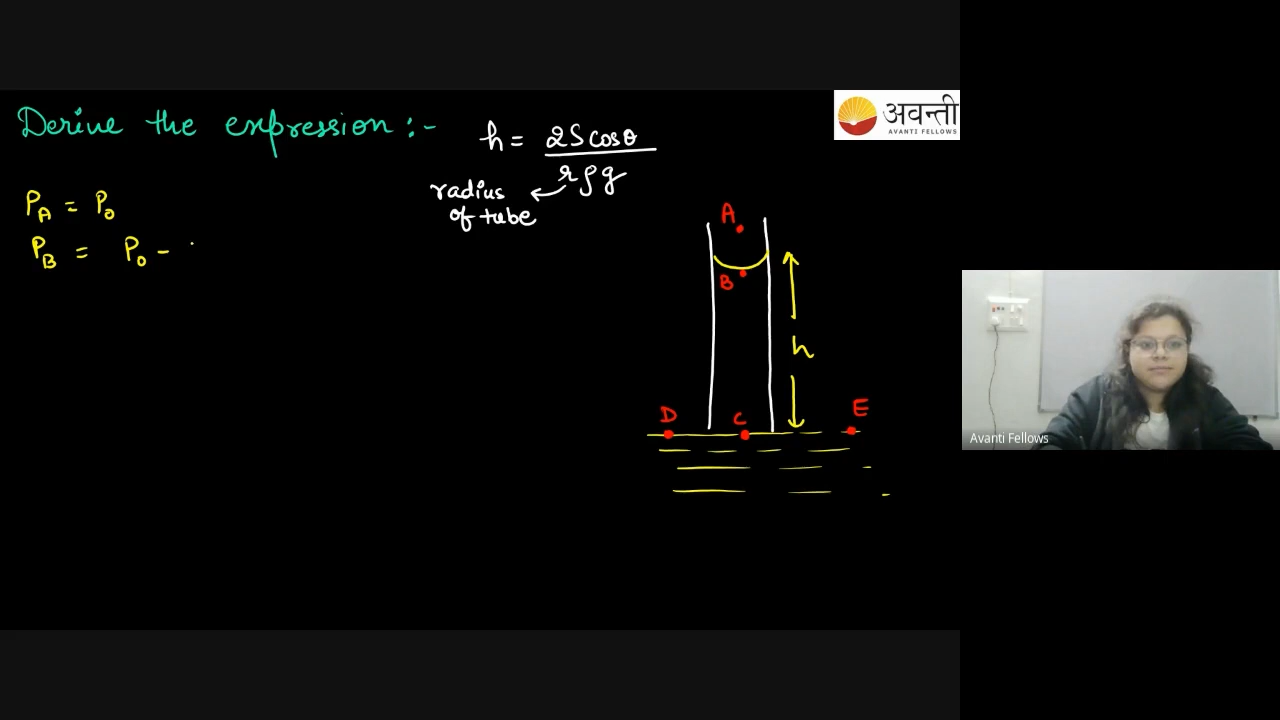 Derive the expression :-
h = 2S cosθ / rρg
radius
of tube
P_A = P_0
P_B = P_0 -
अवन्ती
AVANTI FELLOWS
A
B
h
D
C
E
Avanti Fellows